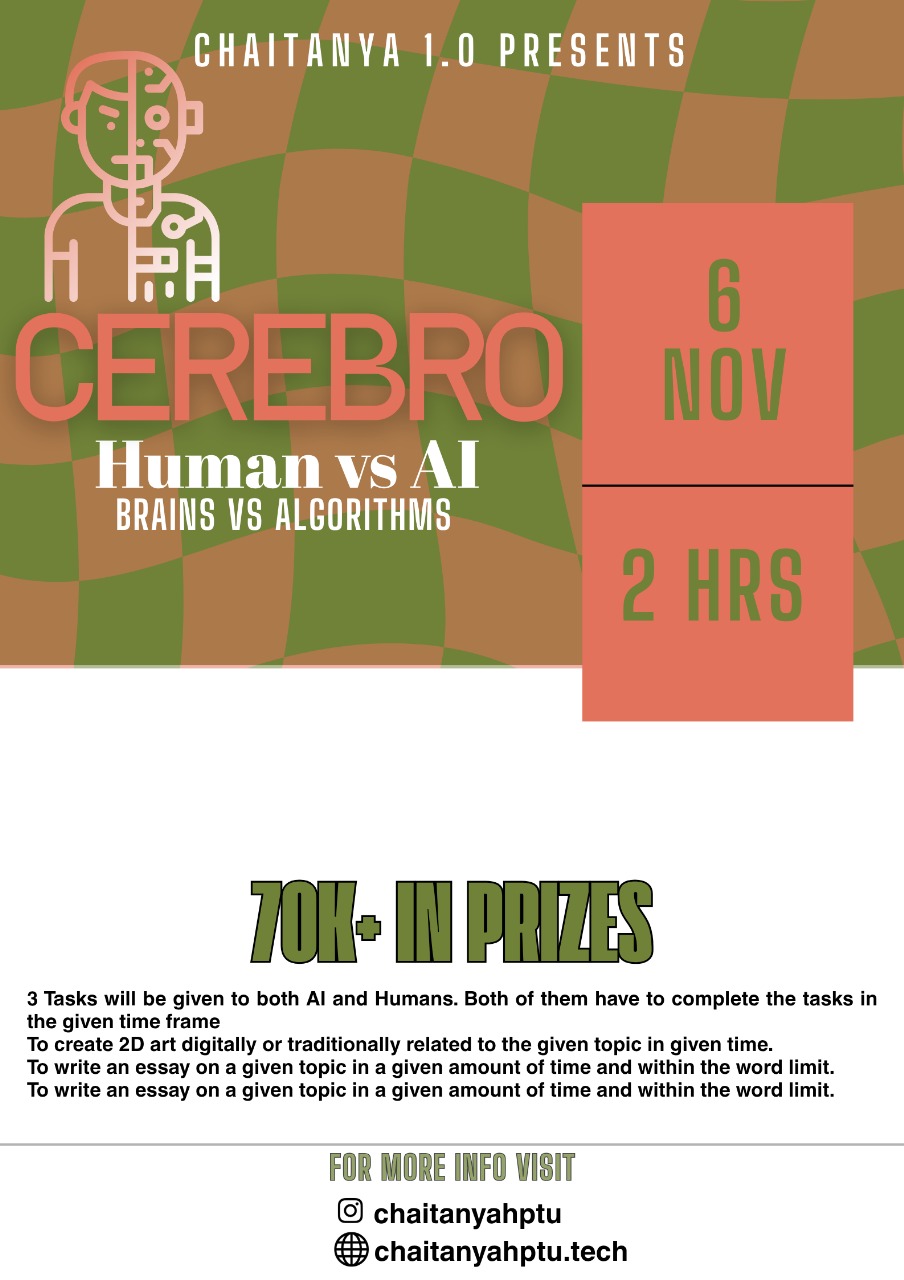 CHAITANYA 1.0 PRESENTS
CEREBRO
Human vs AI
BRAINS VS ALGORITHMS
6
NOV
2 HRS
70K+ IN PRIZES
3 Tasks will be given to both AI and Humans. Both of them have to complete the tasks in
the given time frame
To create 2D art digitally or traditionally related to the given topic in given time.
To write an essay on a given topic in a given amount of time and within the word limit.
To write an essay on a given topic in a given amount of time and within the word limit.
FOR MORE INFO VISIT
chaitanyahptu
chaitanyahptu.tech